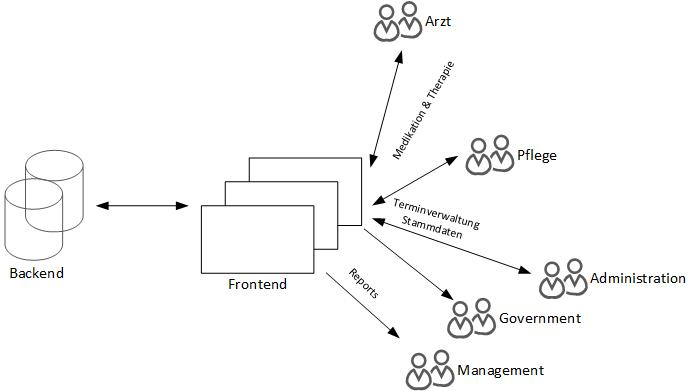 Arzt
Medikation & Therapie
Pflege
Terminverwaltung
Stammdaten
Backend
Frontend
Reports
Administration
Government
Management